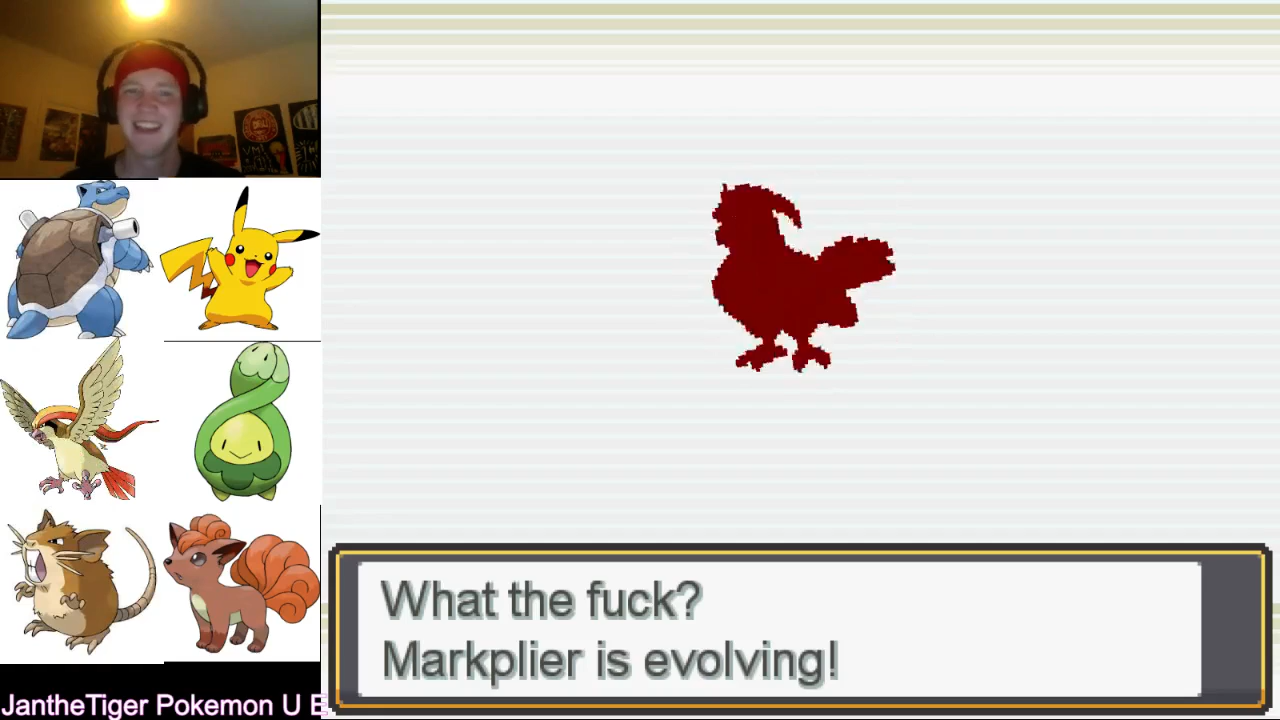 What the fuck?
Markplier is evolving!
JantheTiger Pokemon U E